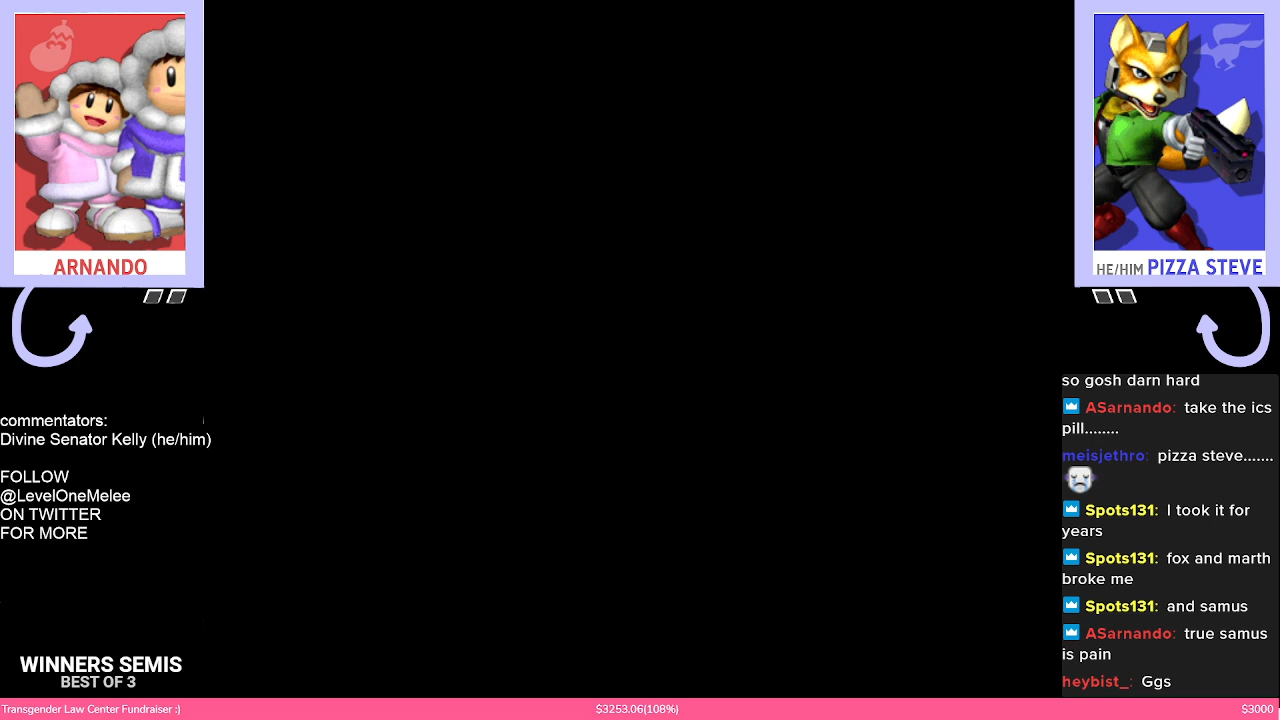 ARNANDO
HE/HIM PIZZA STEVE
commentators:
Divine Senator Kelly (he/him)
FOLLOW
@LevelOneMelee
ON TWITTER
FOR MORE
WINNERS SEMIS
BEST OF 3
so gosh darn hard
ASarnando: take the ics
pill........
meisjethro: pizza steve.......
Spots131: I took it for
years
Spots131: fox and marth
broke me
Spots131: and samus
ASarnando: true samus
is pain
heybist_: Ggs
Transgender Law Center Fundraiser :)
$3253.06(108%)
$3000